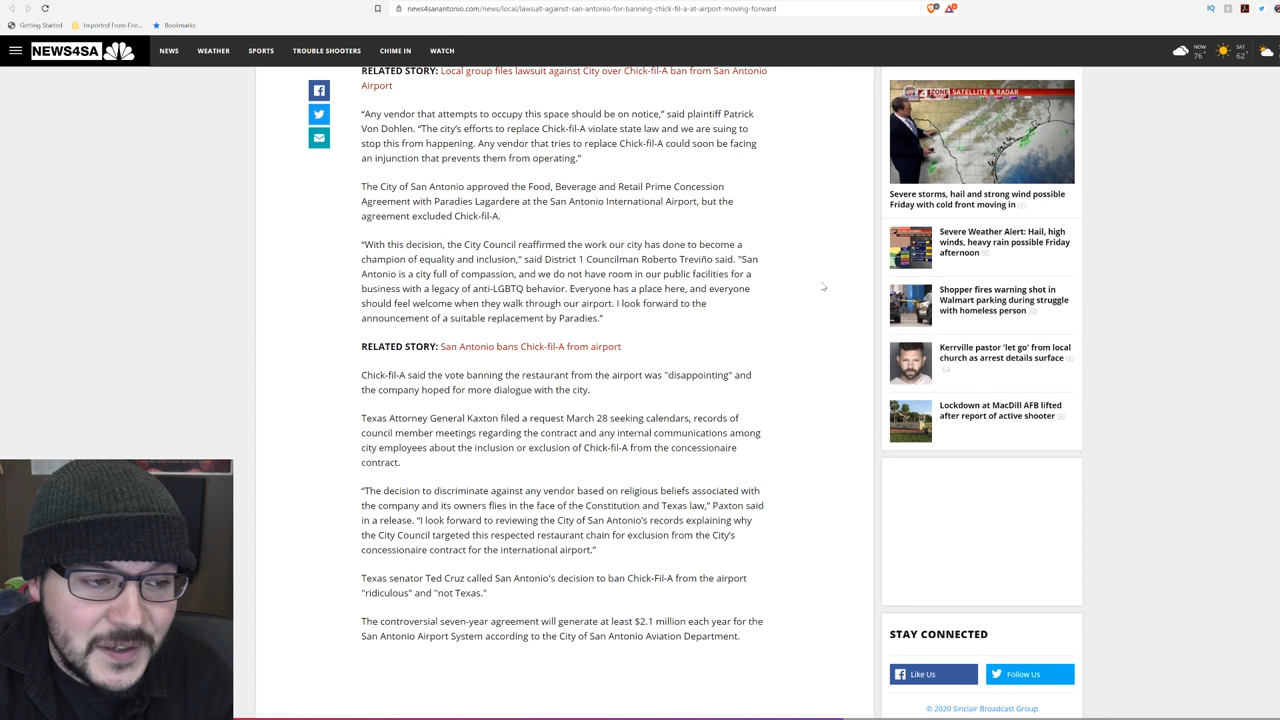 news4sanantonio.com/news/local/lawsuit-against-san-antonio-for-banning-chick-fil-a-at-airport-moving-forward
Getting Started Imported From Fire... Bookmarks
NEWS4SA NEWS WEATHER SPORTS TROUBLE SHOOTERS CHIME IN WATCH NOW 76° SAT 62°
RELATED STORY: Local group files lawsuit against City over Chick-fil-A ban from San Antonio
Airport
“Any vendor that attempts to occupy this space should be on notice,” said plaintiff Patrick
Von Dohlen. “The city’s efforts to replace Chick-fil-A violate state law and we are suing to
stop this from happening. Any vendor that tries to replace Chick-fil-A could soon be facing
an injunction that prevents them from operating.”
The City of San Antonio approved the Food, Beverage and Retail Prime Concession
Agreement with Paradies Lagardere at the San Antonio International Airport, but the
agreement excluded Chick-fil-A.
“With this decision, the City Council reaffirmed the work our city has done to become a
champion of equality and inclusion," said District 1 Councilman Roberto Treviño said. "San
Antonio is a city full of compassion, and we do not have room in our public facilities for a
business with a legacy of anti-LGBTQ behavior. Everyone has a place here, and everyone
should feel welcome when they walk through our airport. I look forward to the
announcement of a suitable replacement by Paradies.”
RELATED STORY: San Antonio bans Chick-fil-A from airport
Chick-fil-A said the vote banning the restaurant from the airport was "disappointing" and
the company hoped for more dialogue with the city.
Texas Attorney General Kaxton filed a request March 28 seeking calendars, records of
council member meetings regarding the contract and any internal communications among
city employees about the inclusion or exclusion of Chick-fil-A from the concessionaire
contract.
“The decision to discriminate against any vendor based on religious beliefs associated with
the company and its owners flies in the face of the Constitution and Texas law,” Paxton said
in a release. “I look forward to reviewing the City of San Antonio’s records explaining why
the City Council targeted this respected restaurant chain for exclusion from the City’s
concessionaire contract for the international airport.”
Texas senator Ted Cruz called San Antonio's decision to ban Chick-Fil-A from the airport
"ridiculous" and "not Texas."
The controversial seven-year agreement will generate at least $2.1 million each year for the
San Antonio Airport System according to the City of San Antonio Aviation Department.
ZONE SATELLITE & RADAR
Severe storms, hail and strong wind possible
Friday with cold front moving in
Severe Weather Alert: Hail, high
winds, heavy rain possible Friday
afternoon
Shopper fires warning shot in
Walmart parking during struggle
with homeless person
Kerrville pastor 'let go' from local
church as arrest details surface
Lockdown at MacDill AFB lifted
after report of active shooter
STAY CONNECTED
Like Us Follow Us
© 2020 Sinclair Broadcast Group